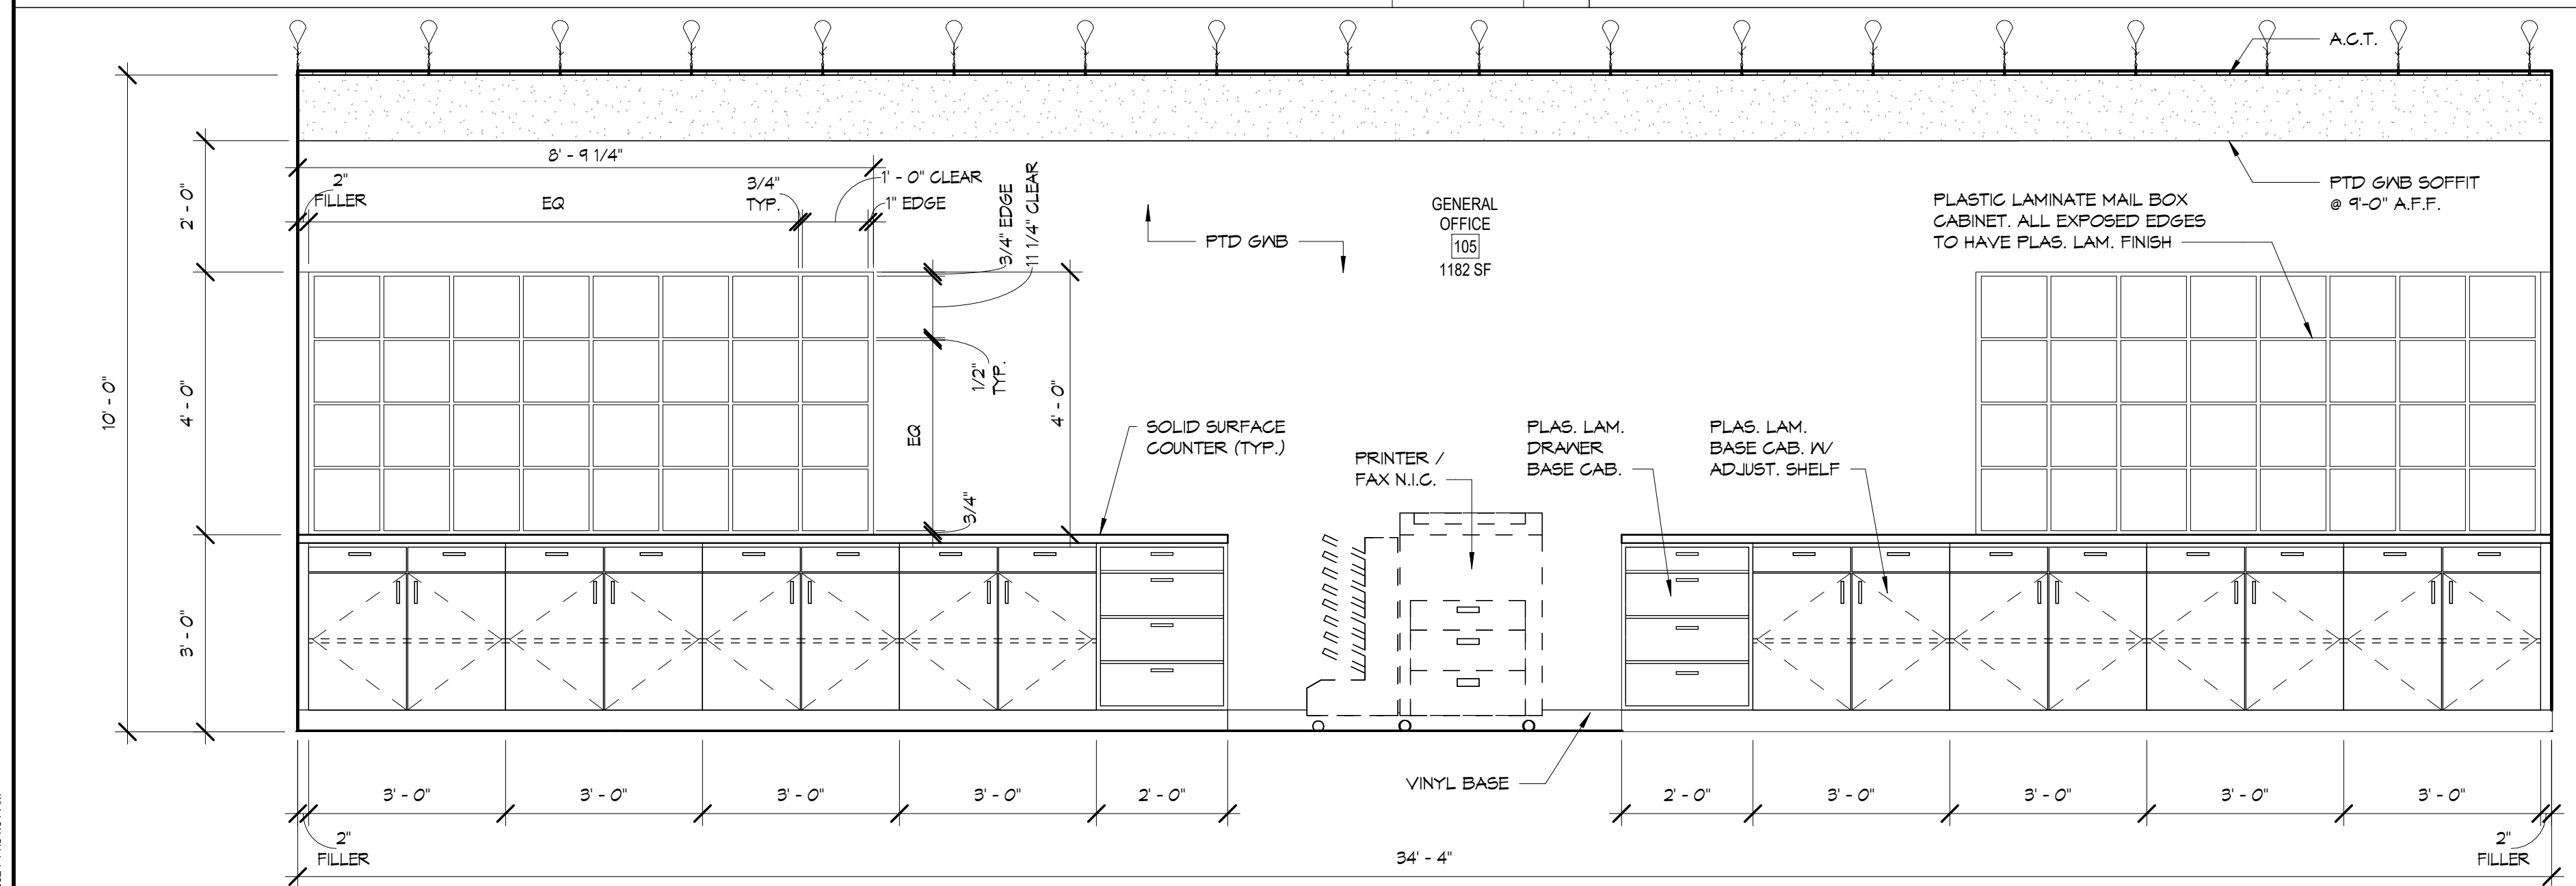 A.C.T.
8' - 9 1/4"
2"
FILLER
EQ
3/4"
TYP.
1' - 0" CLEAR
1" EDGE
3/4" EDGE
11 1/4" CLEAR
PTD GWB
GENERAL
OFFICE
105
1182 SF
PLASTIC LAMINATE MAIL BOX
CABINET. ALL EXPOSED EDGES
TO HAVE PLAS. LAM. FINISH
PTD GWB SOFFIT
@ 9'-0" A.F.F.
10' - 0"
2' - 0"
4' - 0"
3' - 0"
1/2"
TYP.
EQ
3/4"
4' - 0"
SOLID SURFACE
COUNTER (TYP.)
PRINTER /
FAX N.I.C.
PLAS. LAM.
DRAWER
BASE CAB.
PLAS. LAM.
BASE CAB. W/
ADJUST. SHELF
VINYL BASE
3' - 0"
3' - 0"
3' - 0"
3' - 0"
2' - 0"
2' - 0"
3' - 0"
3' - 0"
3' - 0"
3' - 0"
2"
FILLER
34' - 4"
2"
FILLER